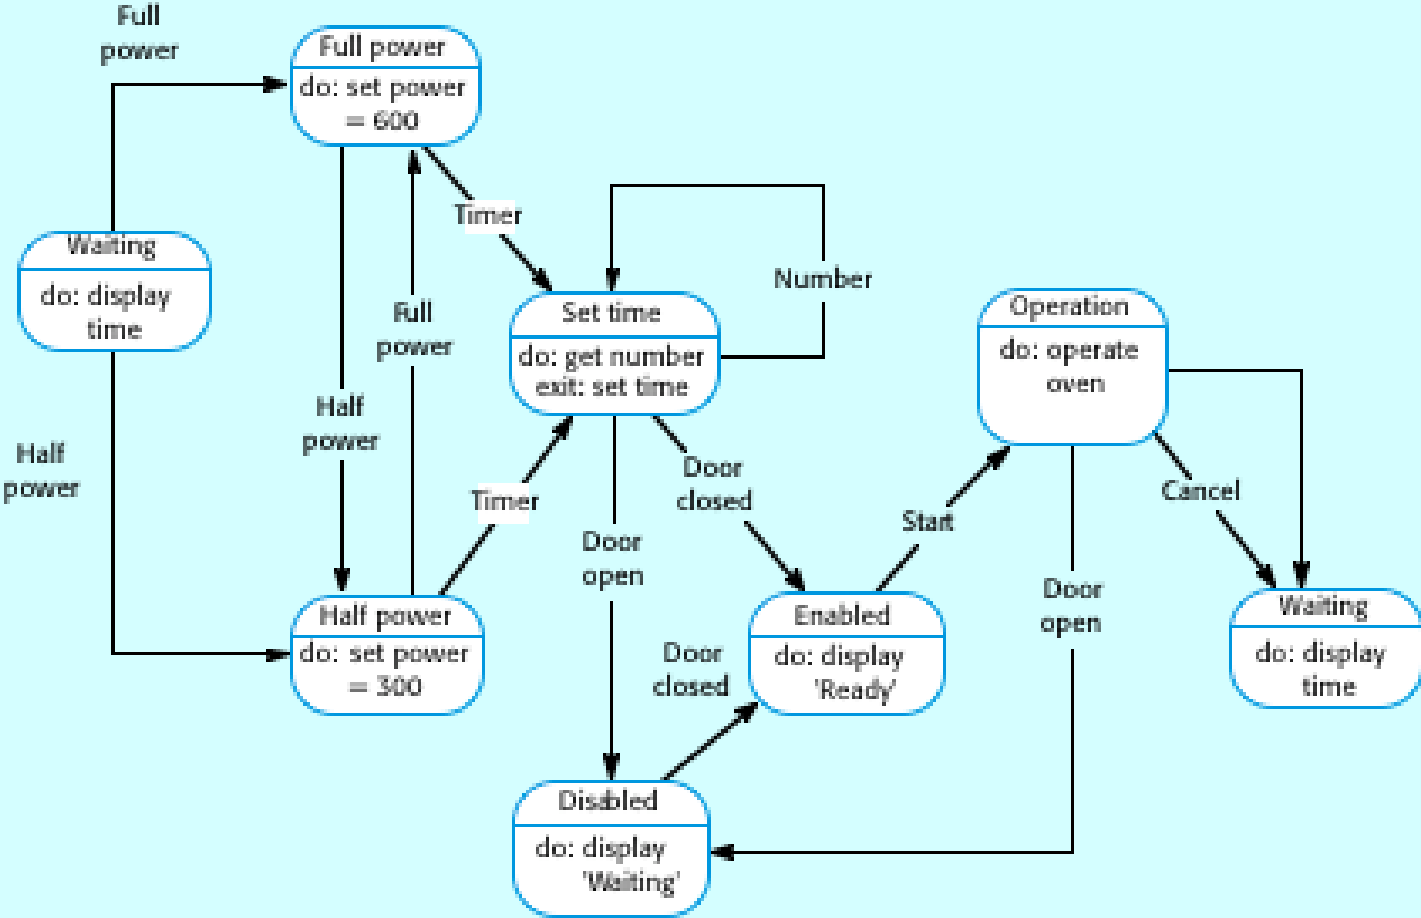 Full
power
Full power
do: set power
= 600
Timer
Waiting
do: display
time
Full
power
Number
Set time
do: get number
exit: set time
Operation
do: operate
oven
Half
power
Half
power
Timer
Door
closed
Door
open
Start
Cancel
Door
open
Half power
do: set power
= 300
Enabled
do: display
'Ready'
Door
closed
Waiting
do: display
time
Disabled
do: display
'Waiting'